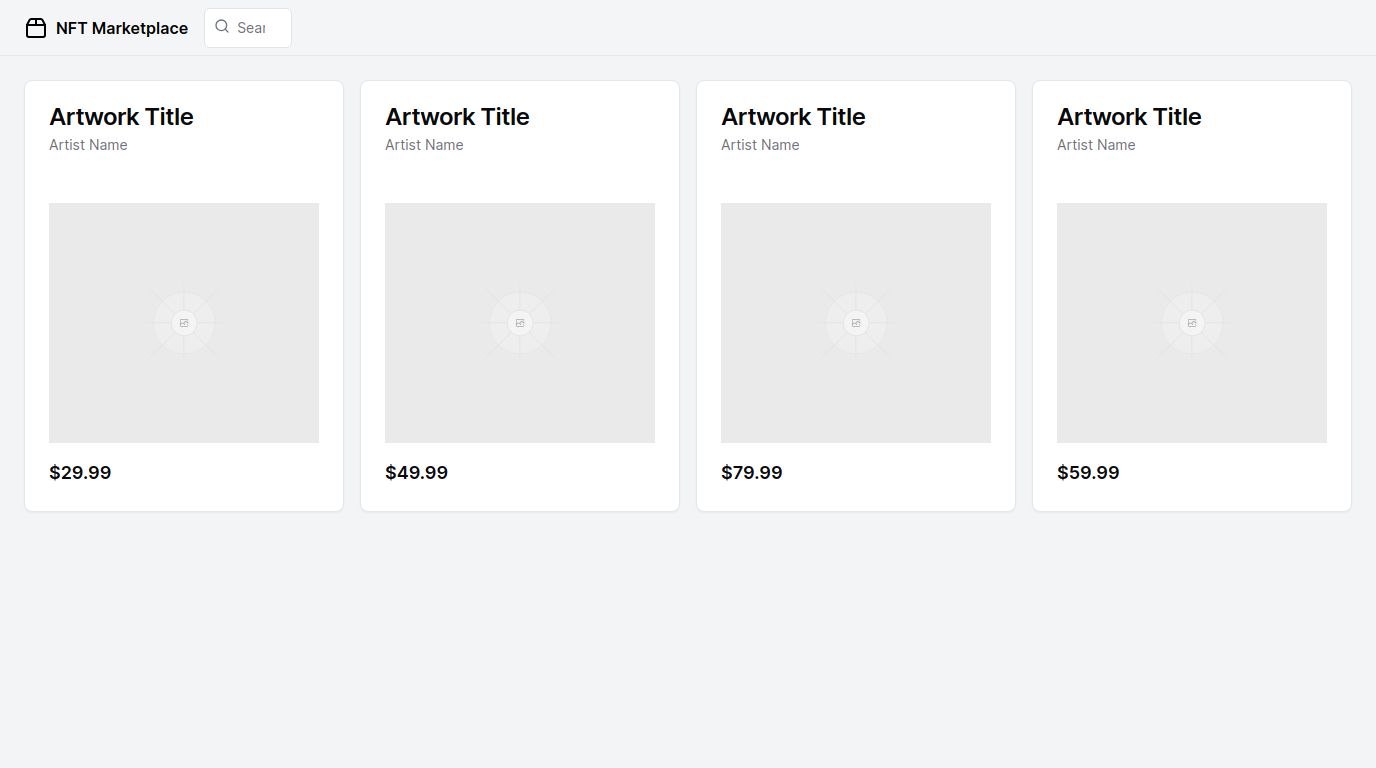 NFT Marketplace
Sear
Artwork Title
Artist Name
$29.99
Artwork Title
Artist Name
$49.99
Artwork Title
Artist Name
$79.99
Artwork Title
Artist Name
$59.99